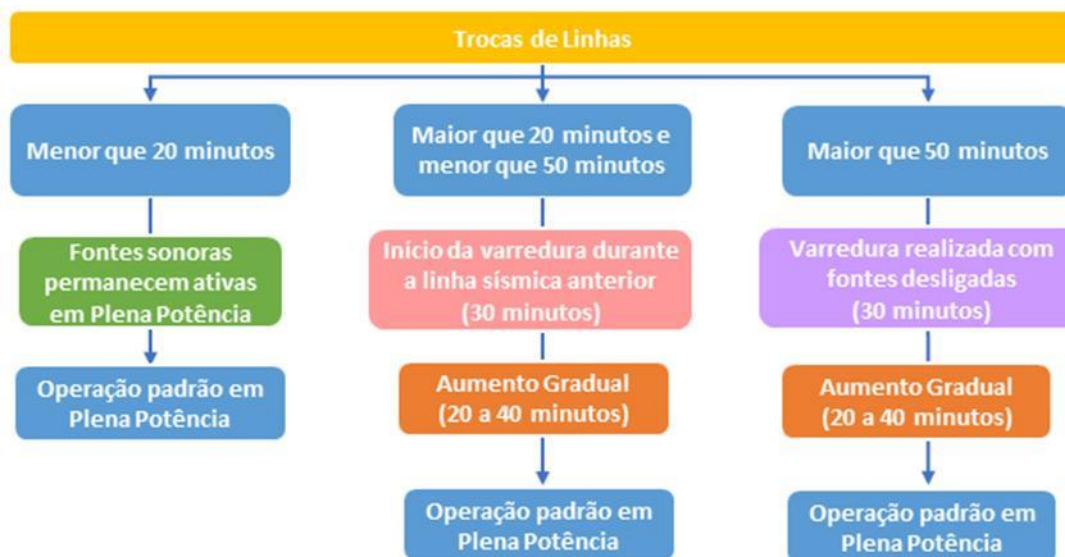 Trocas de Linhas
Menor que 20 minutos
Fontes sonoras
permanecem ativas
em Plena Potência
Operação padrão em
Plena Potência
Maior que 20 minutos e
menor que 50 minutos
Início da varredura durante
a linha sísmica anterior
(30 minutos)
Aumento Gradual
(20 a 40 minutos)
Operação padrão em
Plena Potência
Maior que 50 minutos
Varredura realizada com
fontes desligadas
(30 minutos)
Aumento Gradual
(20 a 40 minutos)
Operação padrão em
Plena Potência